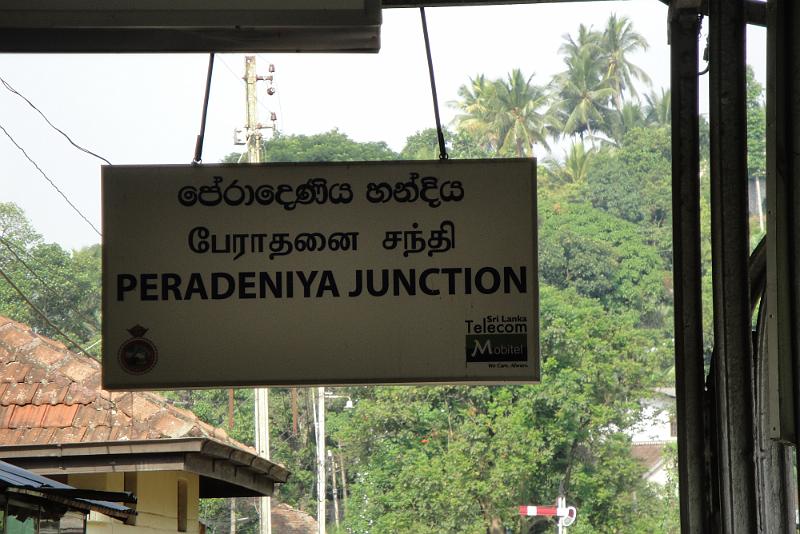 පේරාදෙණිය හන්දිය
பேராதனை சந்தி
PERADENIYA JUNCTION
Sri Lanka
Telecom
Mobitel
We Care. Always.